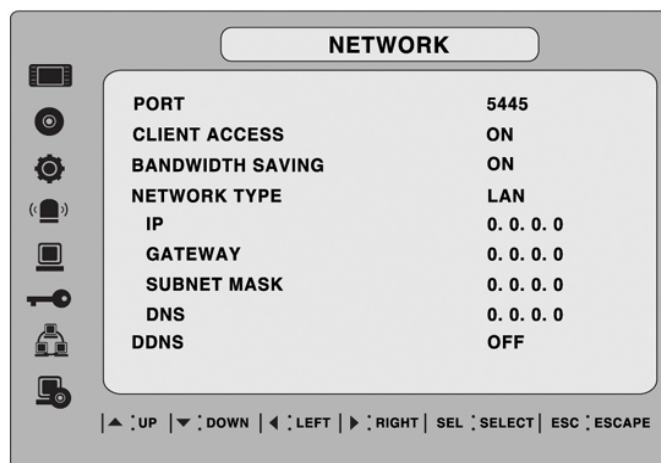 NETWORK
PORT 5445
CLIENT ACCESS ON
BANDWIDTH SAVING ON
NETWORK TYPE LAN
IP 0. 0. 0. 0
GATEWAY 0. 0. 0. 0
SUBNET MASK 0. 0. 0. 0
DNS 0. 0. 0. 0
DDNS OFF
▲ : UP | ▼ : DOWN | ◀ : LEFT | ▶ : RIGHT | SEL : SELECT | ESC : ESCAPE